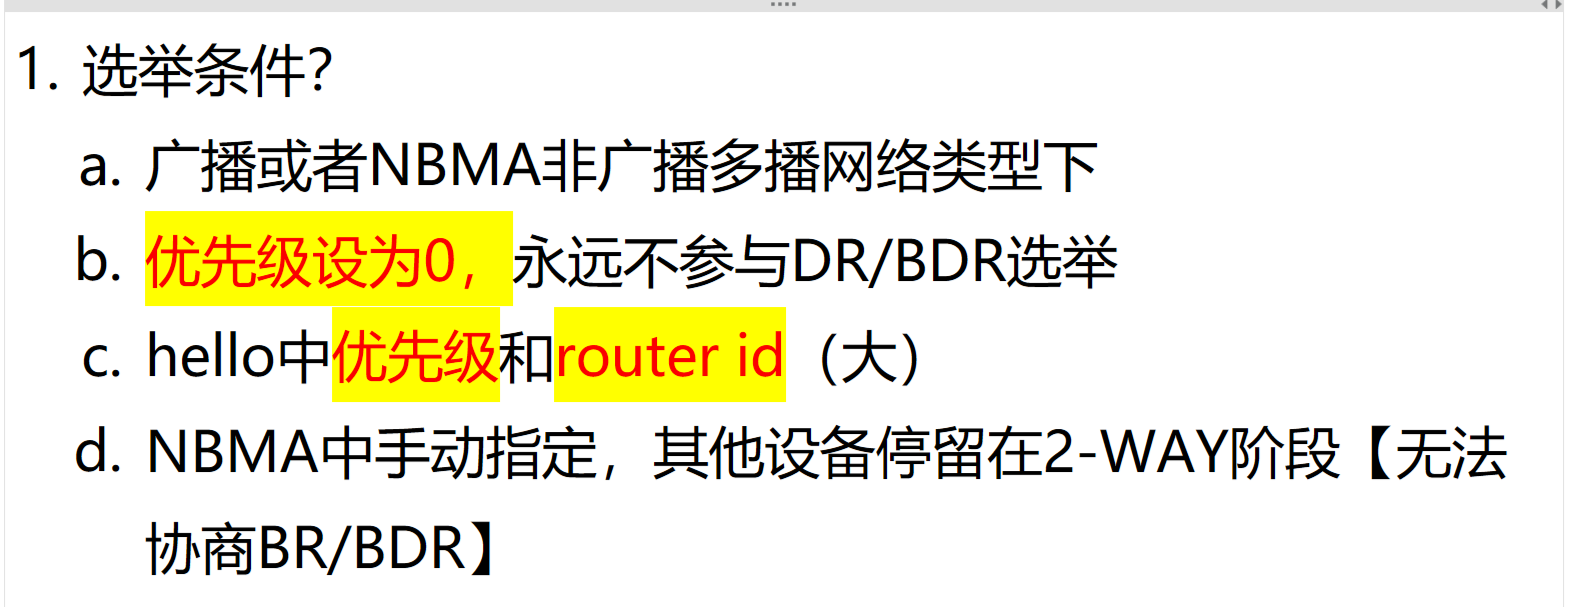 1. 选举条件？
a. 广播或者NBMA非广播多播网络类型下
b. 优先级设为0，永远不参与DR/BDR选举
c. hello中优先级和router id（大）
d. NBMA中手动指定，其他设备停留在2-WAY阶段【无法
协商BR/BDR】